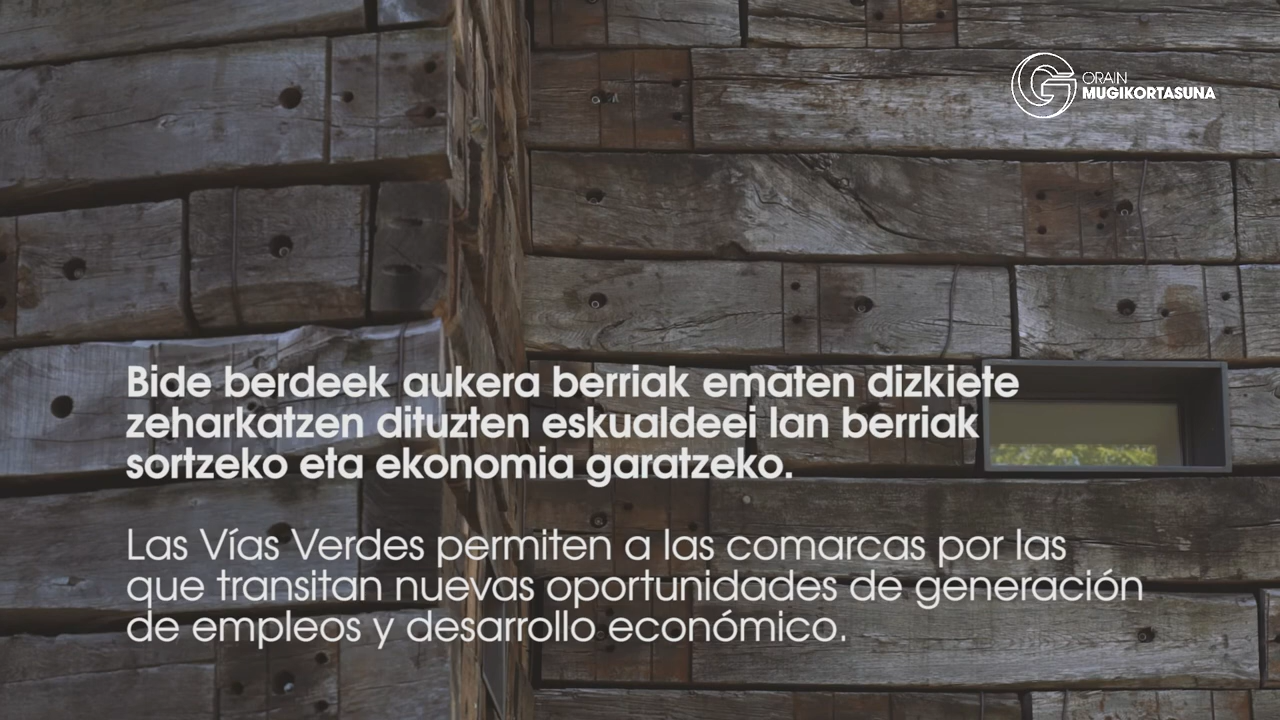 ORAIN
MUGIKORTASUNA
Bide berdeek aukera berriak ematen dizkiete
zeharkatzen dituzten eskualdeei lan berriak
sortzeko eta ekonomia garatzeko.
Las Vías Verdes permiten a las comarcas por las
que transitan nuevas oportunidades de generación
de empleos y desarrollo económico.